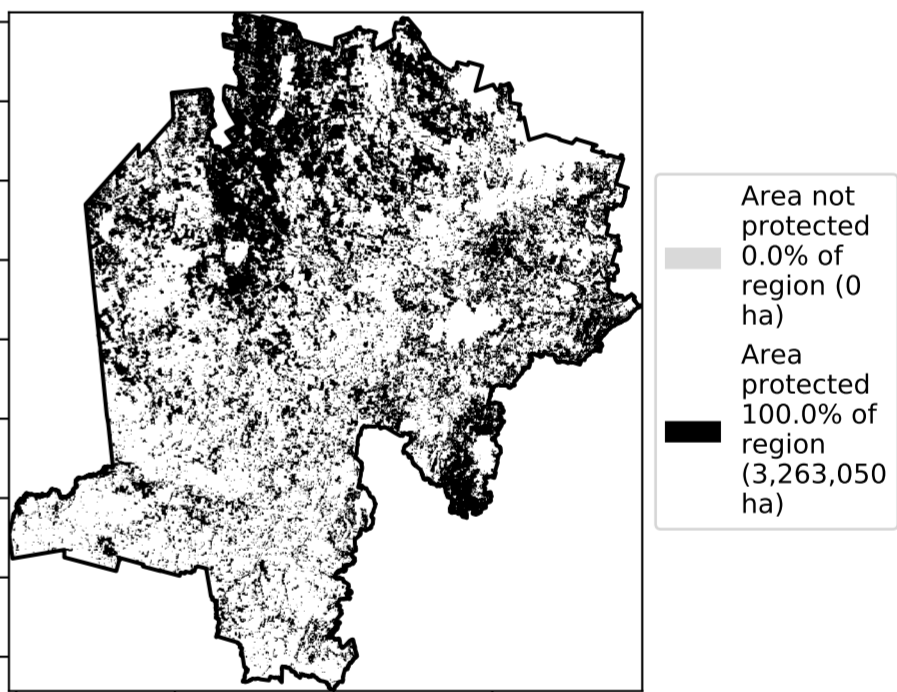 Area not
protected
0.0% of
region (0
ha)
Area
protected
100.0% of
region
(3,263,050
ha)